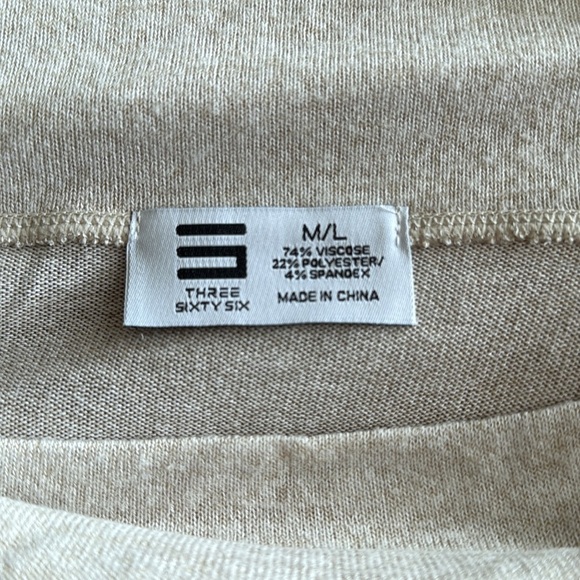 THREE
SIXTY SIX
M/L
74% VISCOSE
22% POLYESTER/
4% SPANDEX
MADE IN CHINA